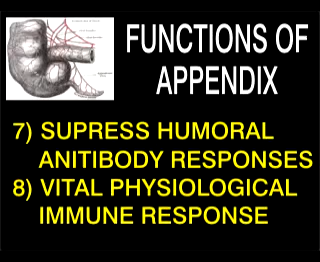 FUNCTIONS OF
APPENDIX
7) SUPRESS HUMORAL
ANITIBODY RESPONSES
8) VITAL PHYSIOLOGICAL
IMMUNE RESPONSE